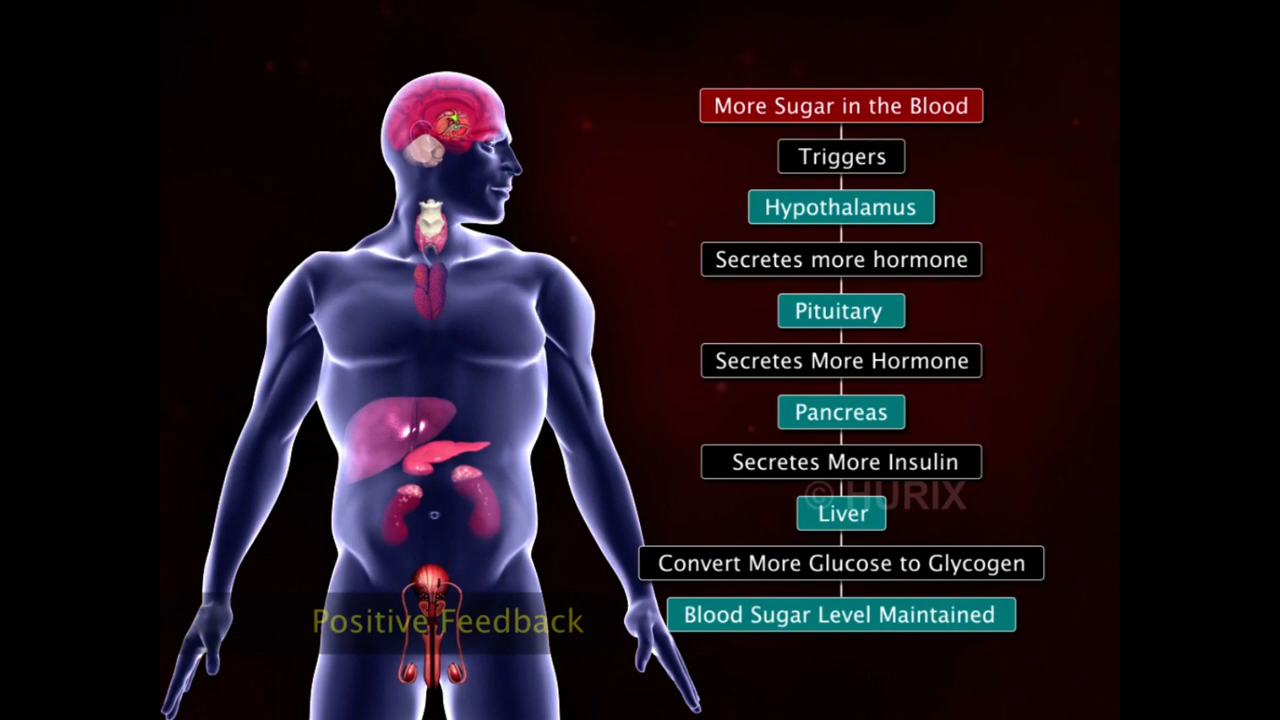 More Sugar in the Blood
Triggers
Hypothalamus
Secretes more hormone
Pituitary
Secretes More Hormone
Pancreas
Secretes More Insulin
© HURIX
Liver
Convert More Glucose to Glycogen
Blood Sugar Level Maintained
Positive Feedback